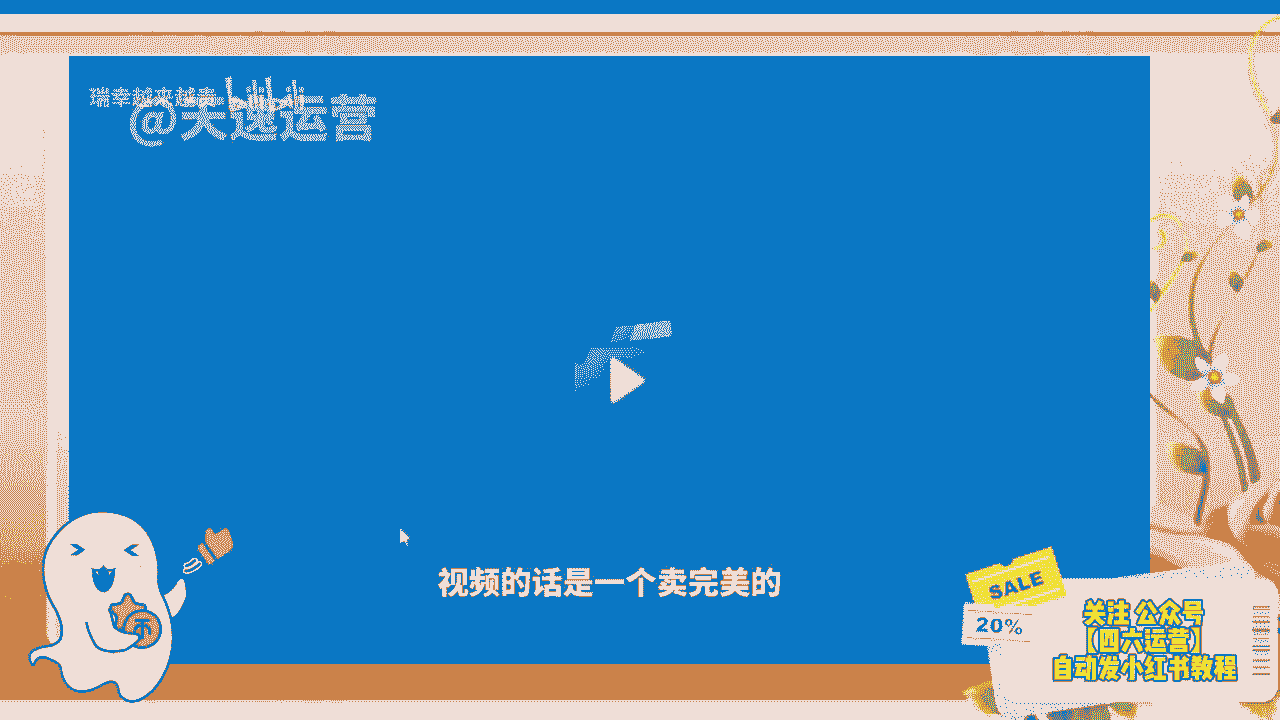 瑞幸越来越贵 bilibili
@天逸运营
视频的话是一个卖完美的
SALE
20%
币
关注 公众号
【四六运营】
自动发小红书教程